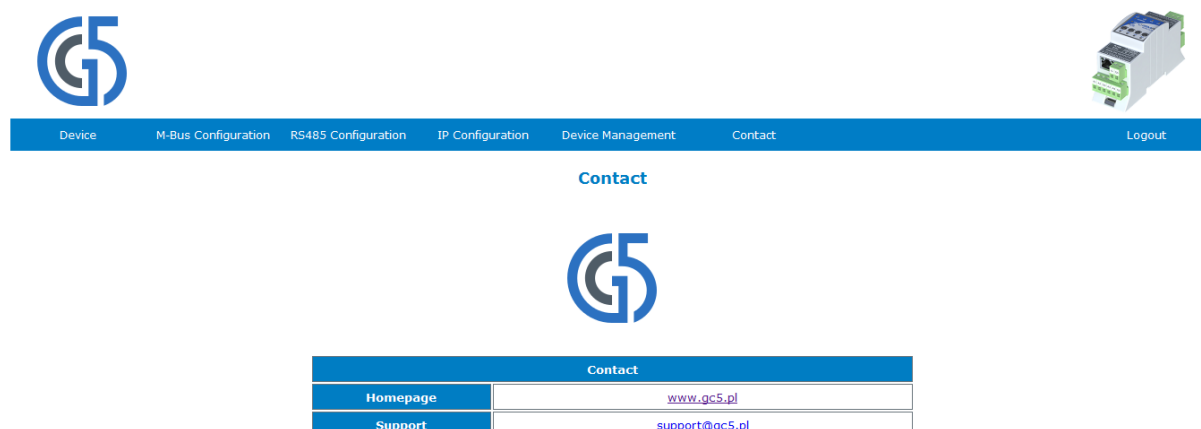 Device M-Bus Configuration RS485 Configuration IP Configuration Device Management Contact Logout
Contact
Contact
Homepage www.gc5.pl
Support support@gc5.pl